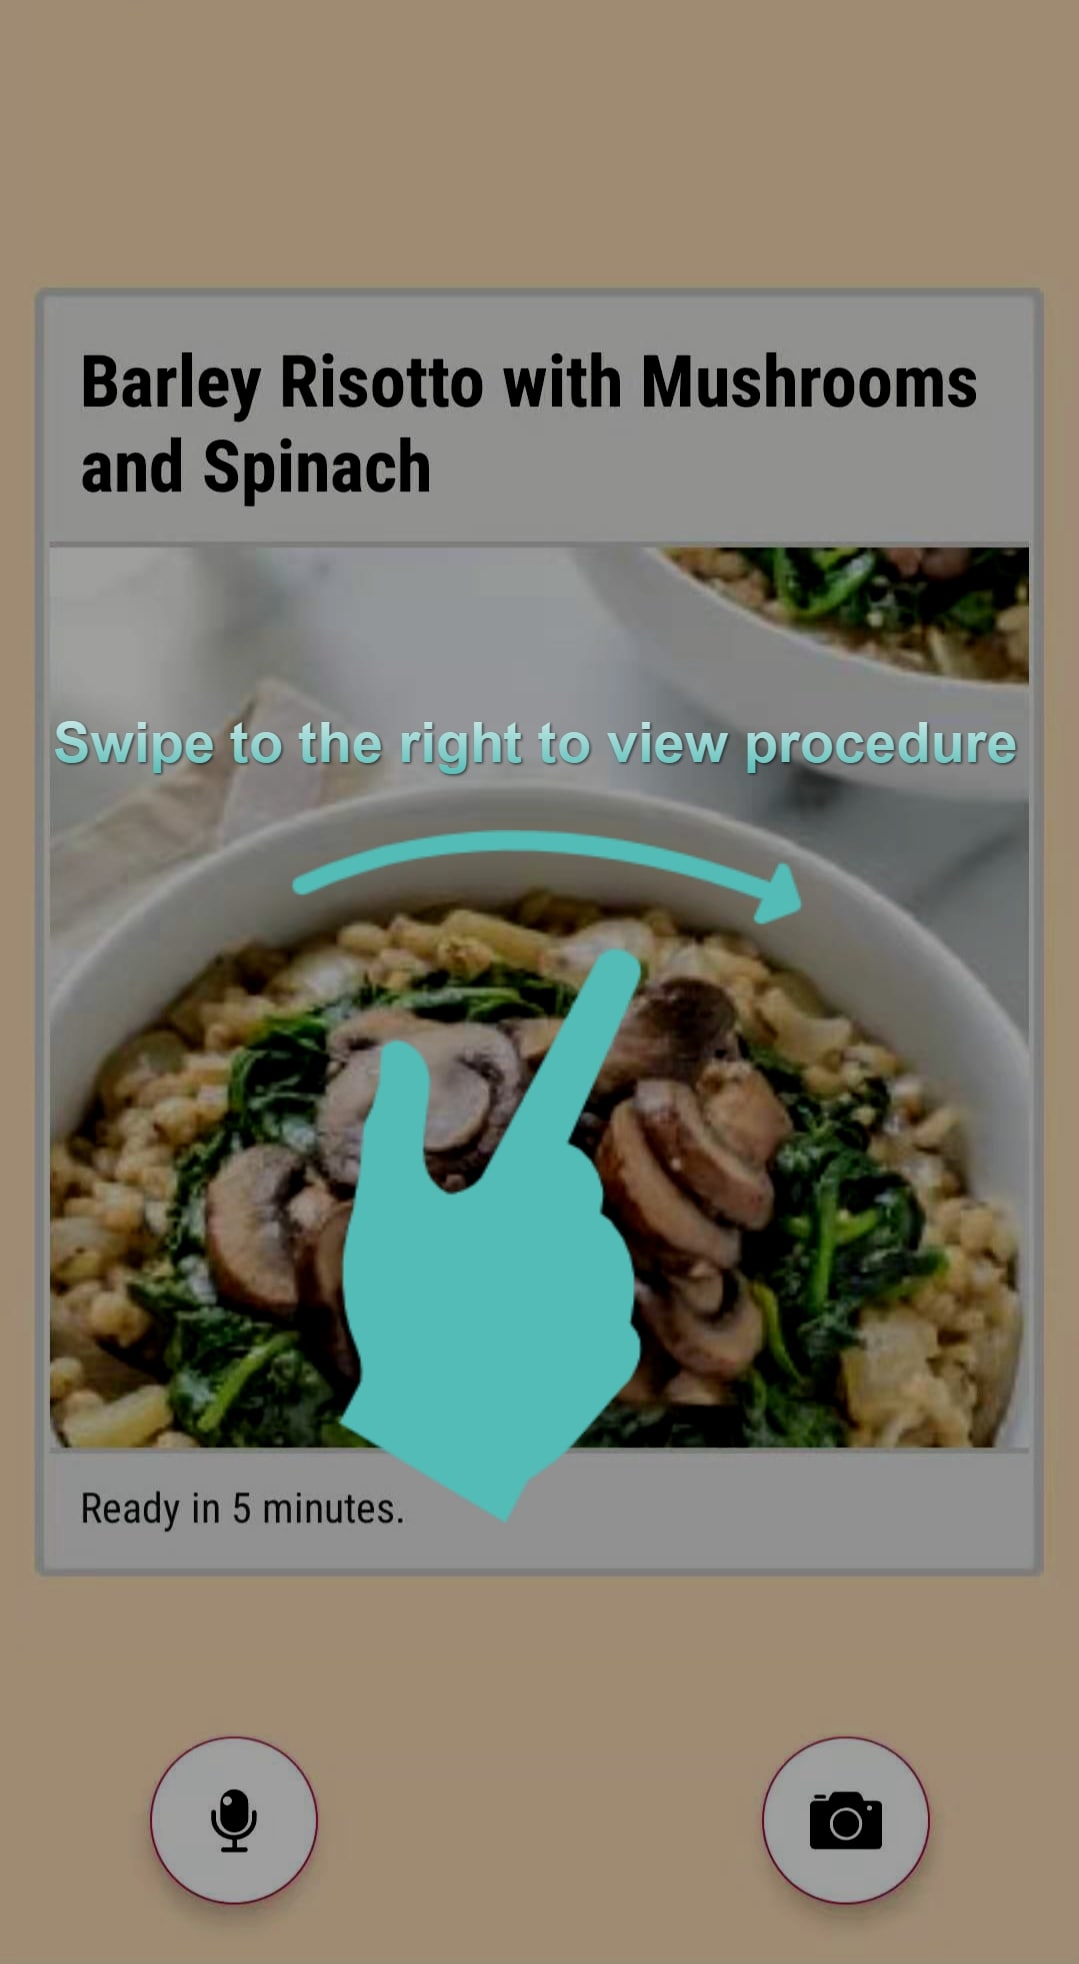 Barley Risotto with Mushrooms
and Spinach
Swipe to the right to view procedure
Ready in 5 minutes.